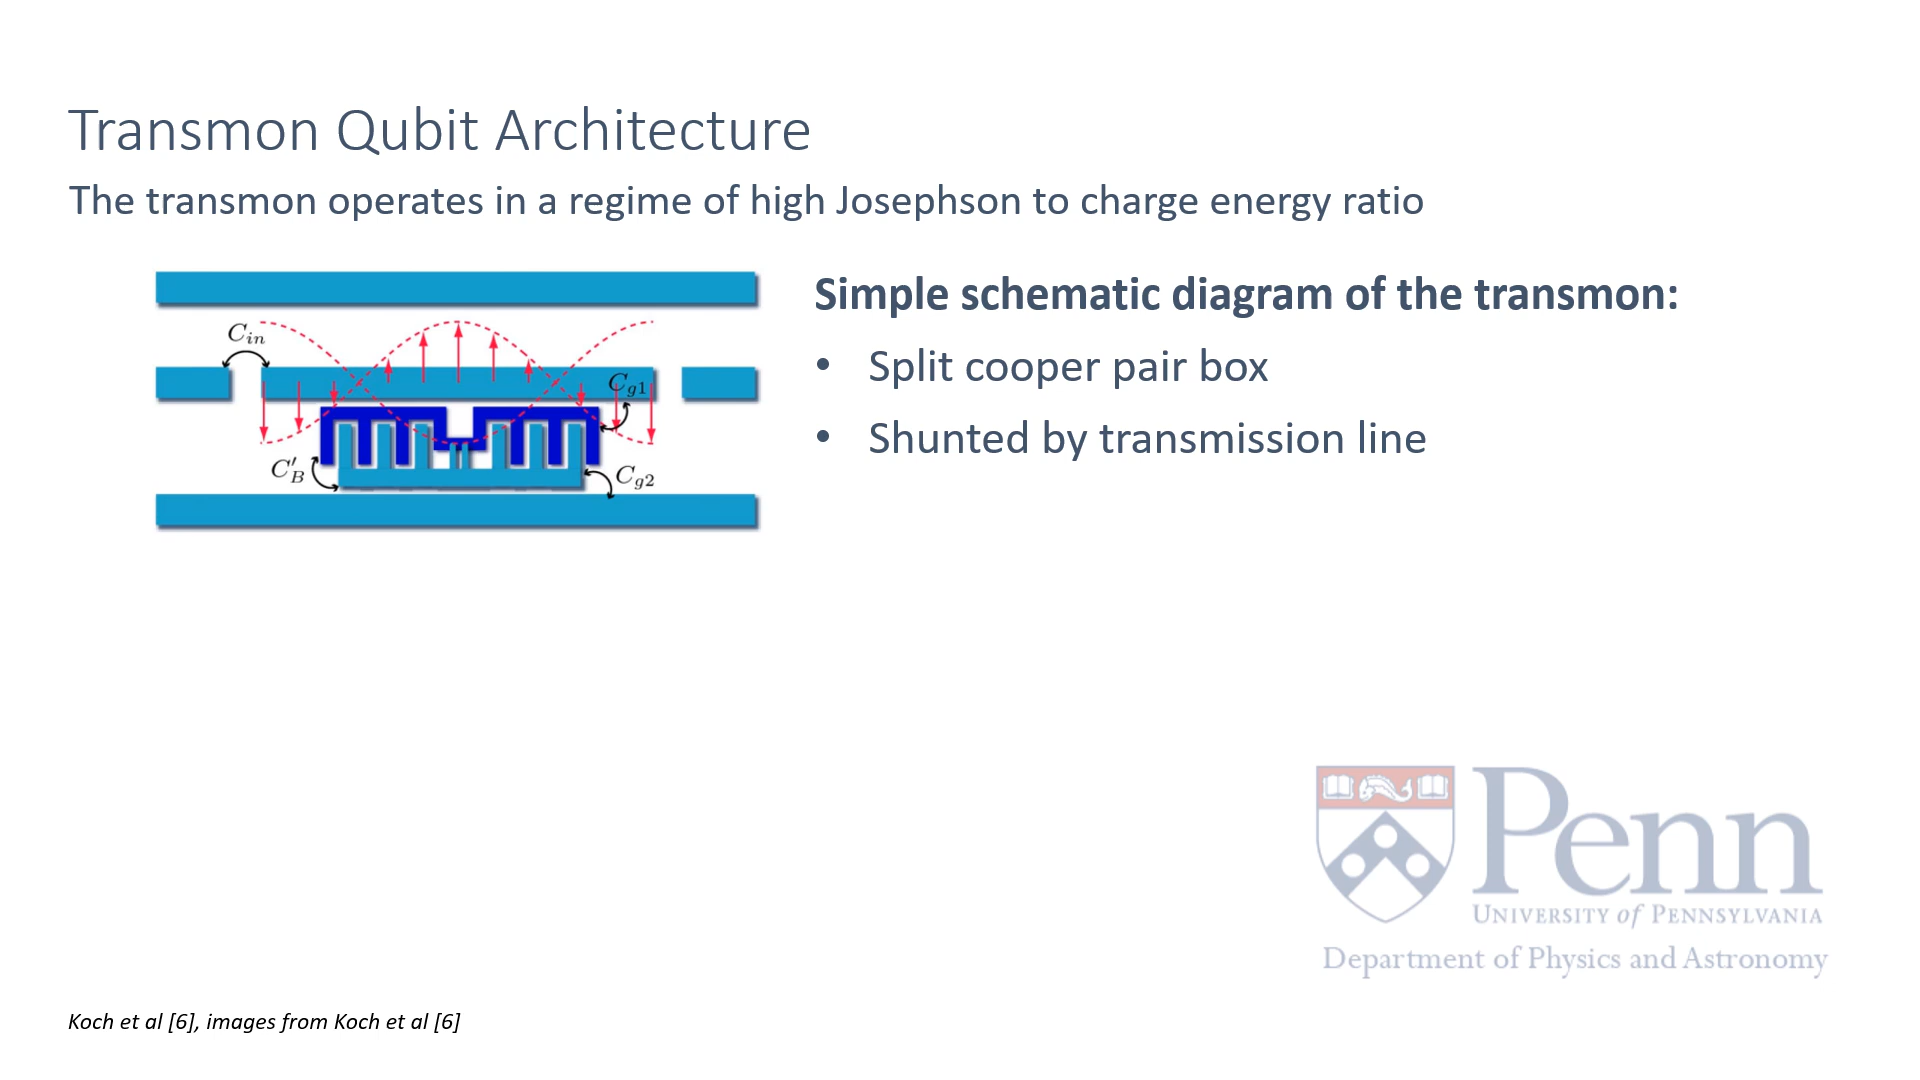 Transmon Qubit Architecture
The transmon operates in a regime of high Josephson to charge energy ratio
Simple schematic diagram of the transmon:
• Split cooper pair box
• Shunted by transmission line
C_in
C_g1
C'_B
C_g2
Penn
UNIVERSITY of PENNSYLVANIA
Department of Physics and Astronomy
Koch et al [6], images from Koch et al [6]